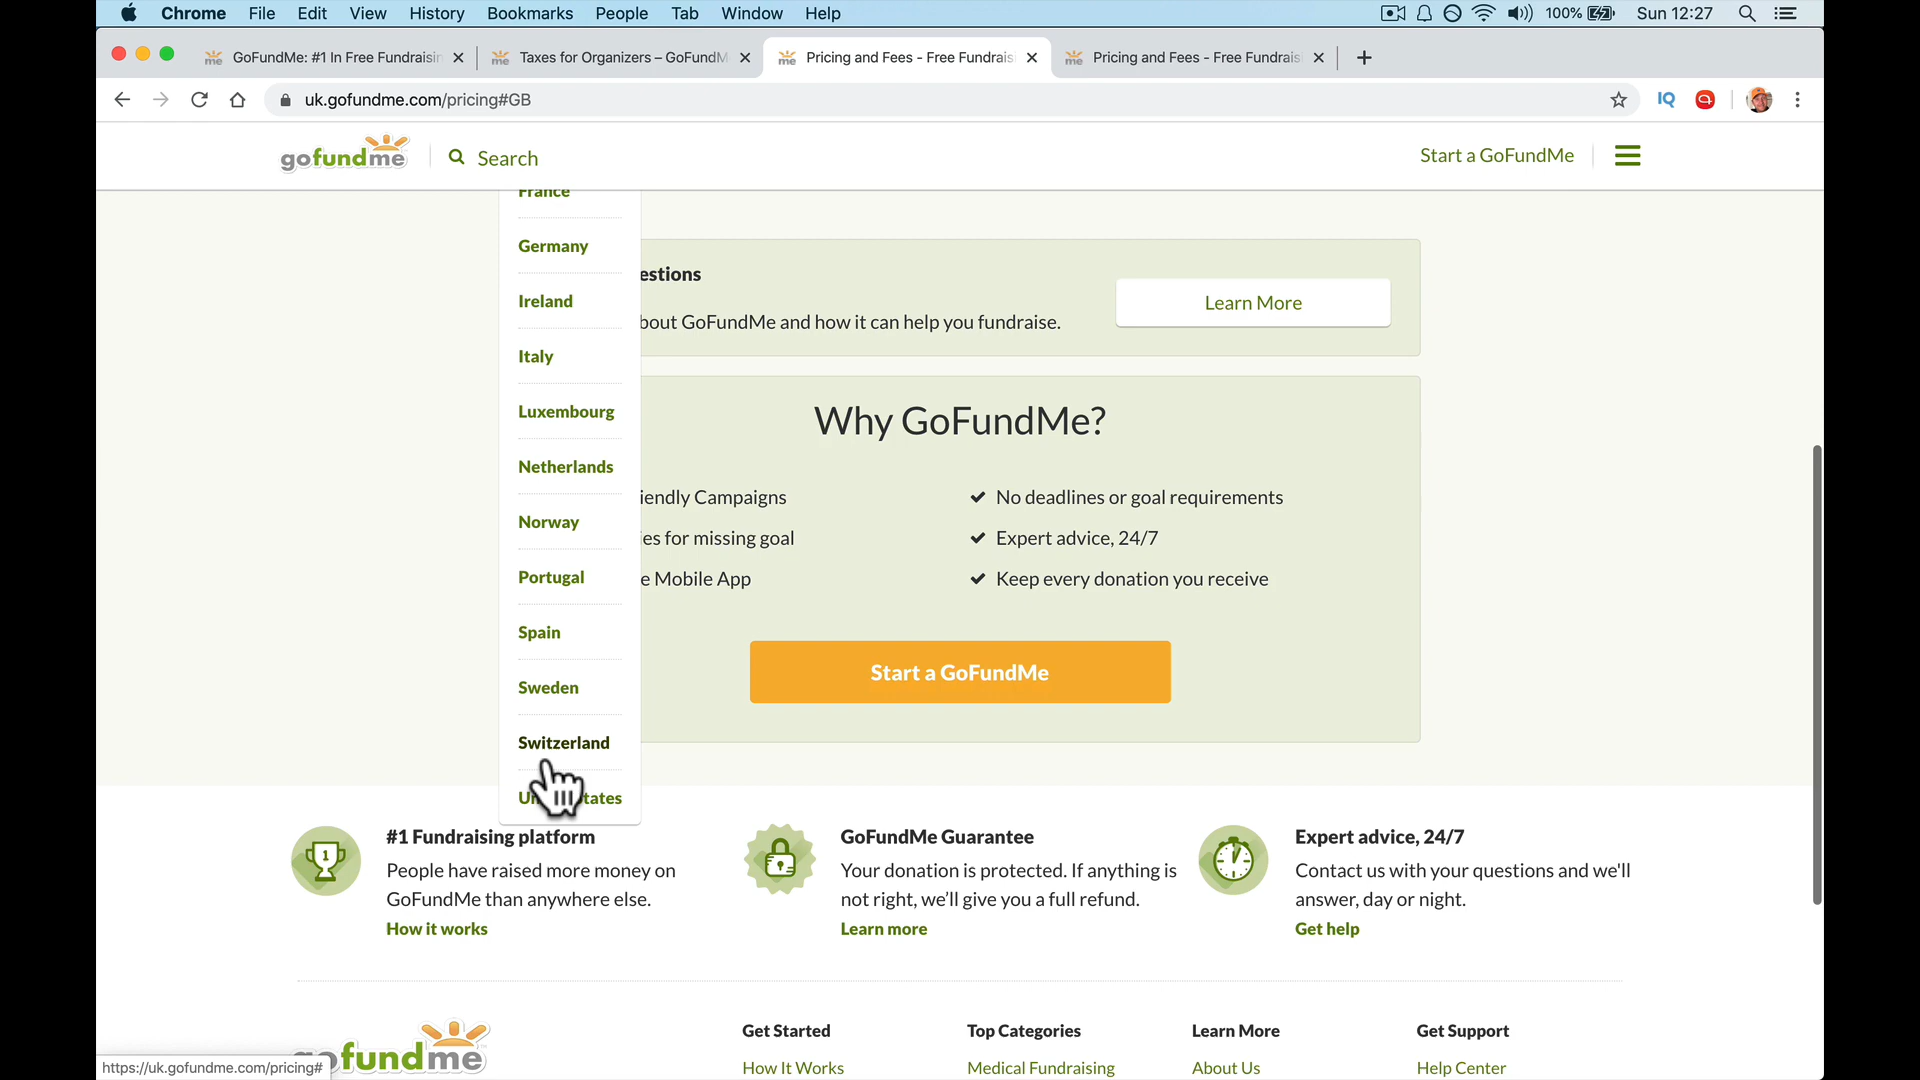 Chrome File Edit View History Bookmarks People Tab Window Help 100% Sun 12:27
GoFundMe: #1 In Free Fundraisin Taxes for Organizers – GoFundM Pricing and Fees - Free Fundrais Pricing and Fees - Free Fundrais
uk.gofundme.com/pricing#GB IQ
gofundme Search Start a GoFundMe
France
Germany
Ireland
Italy
Luxembourg
Netherlands
Norway
Portugal
Spain
Sweden
Switzerland
estions
bout GoFundMe and how it can help you fundraise.
Learn More
Why GoFundMe?
iendly Campaigns
No deadlines or goal requirements
es for missing goal
Expert advice, 24/7
e Mobile App
Keep every donation you receive
Start a GoFundMe
#1 Fundraising platform
People have raised more money on
GoFundMe than anywhere else.
How it works
GoFundMe Guarantee
Your donation is protected. If anything is
not right, we’ll give you a full refund.
Learn more
Expert advice, 24/7
Contact us with your questions and we'll
answer, day or night.
Get help
gofundme
Get Started
How It Works
Top Categories
Medical Fundraising
Learn More
About Us
Get Support
Help Center
https://uk.gofundme.com/pricing#